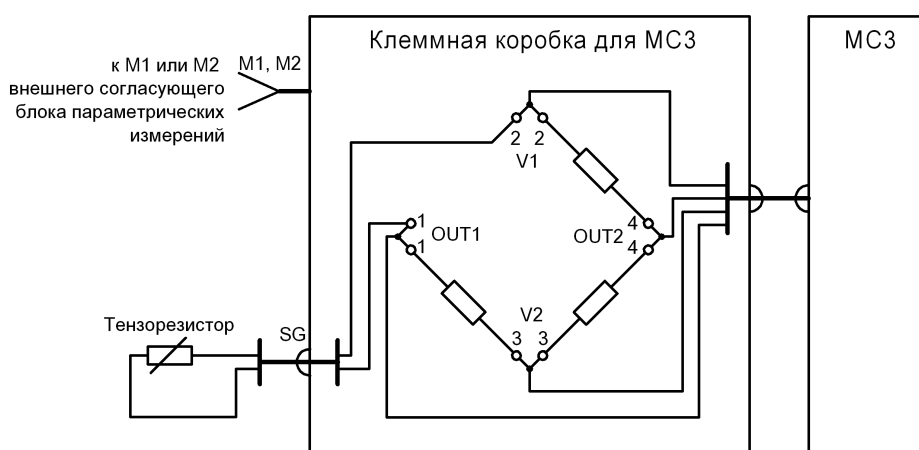 Клеммная коробка для МС3
МС3
к М1 или М2
внешнего согласующего
блока параметрических
измерений
М1, М2
2
2
V1
1
1
OUT1
OUT2
4
4
V2
3
3
Тензорезистор
SG